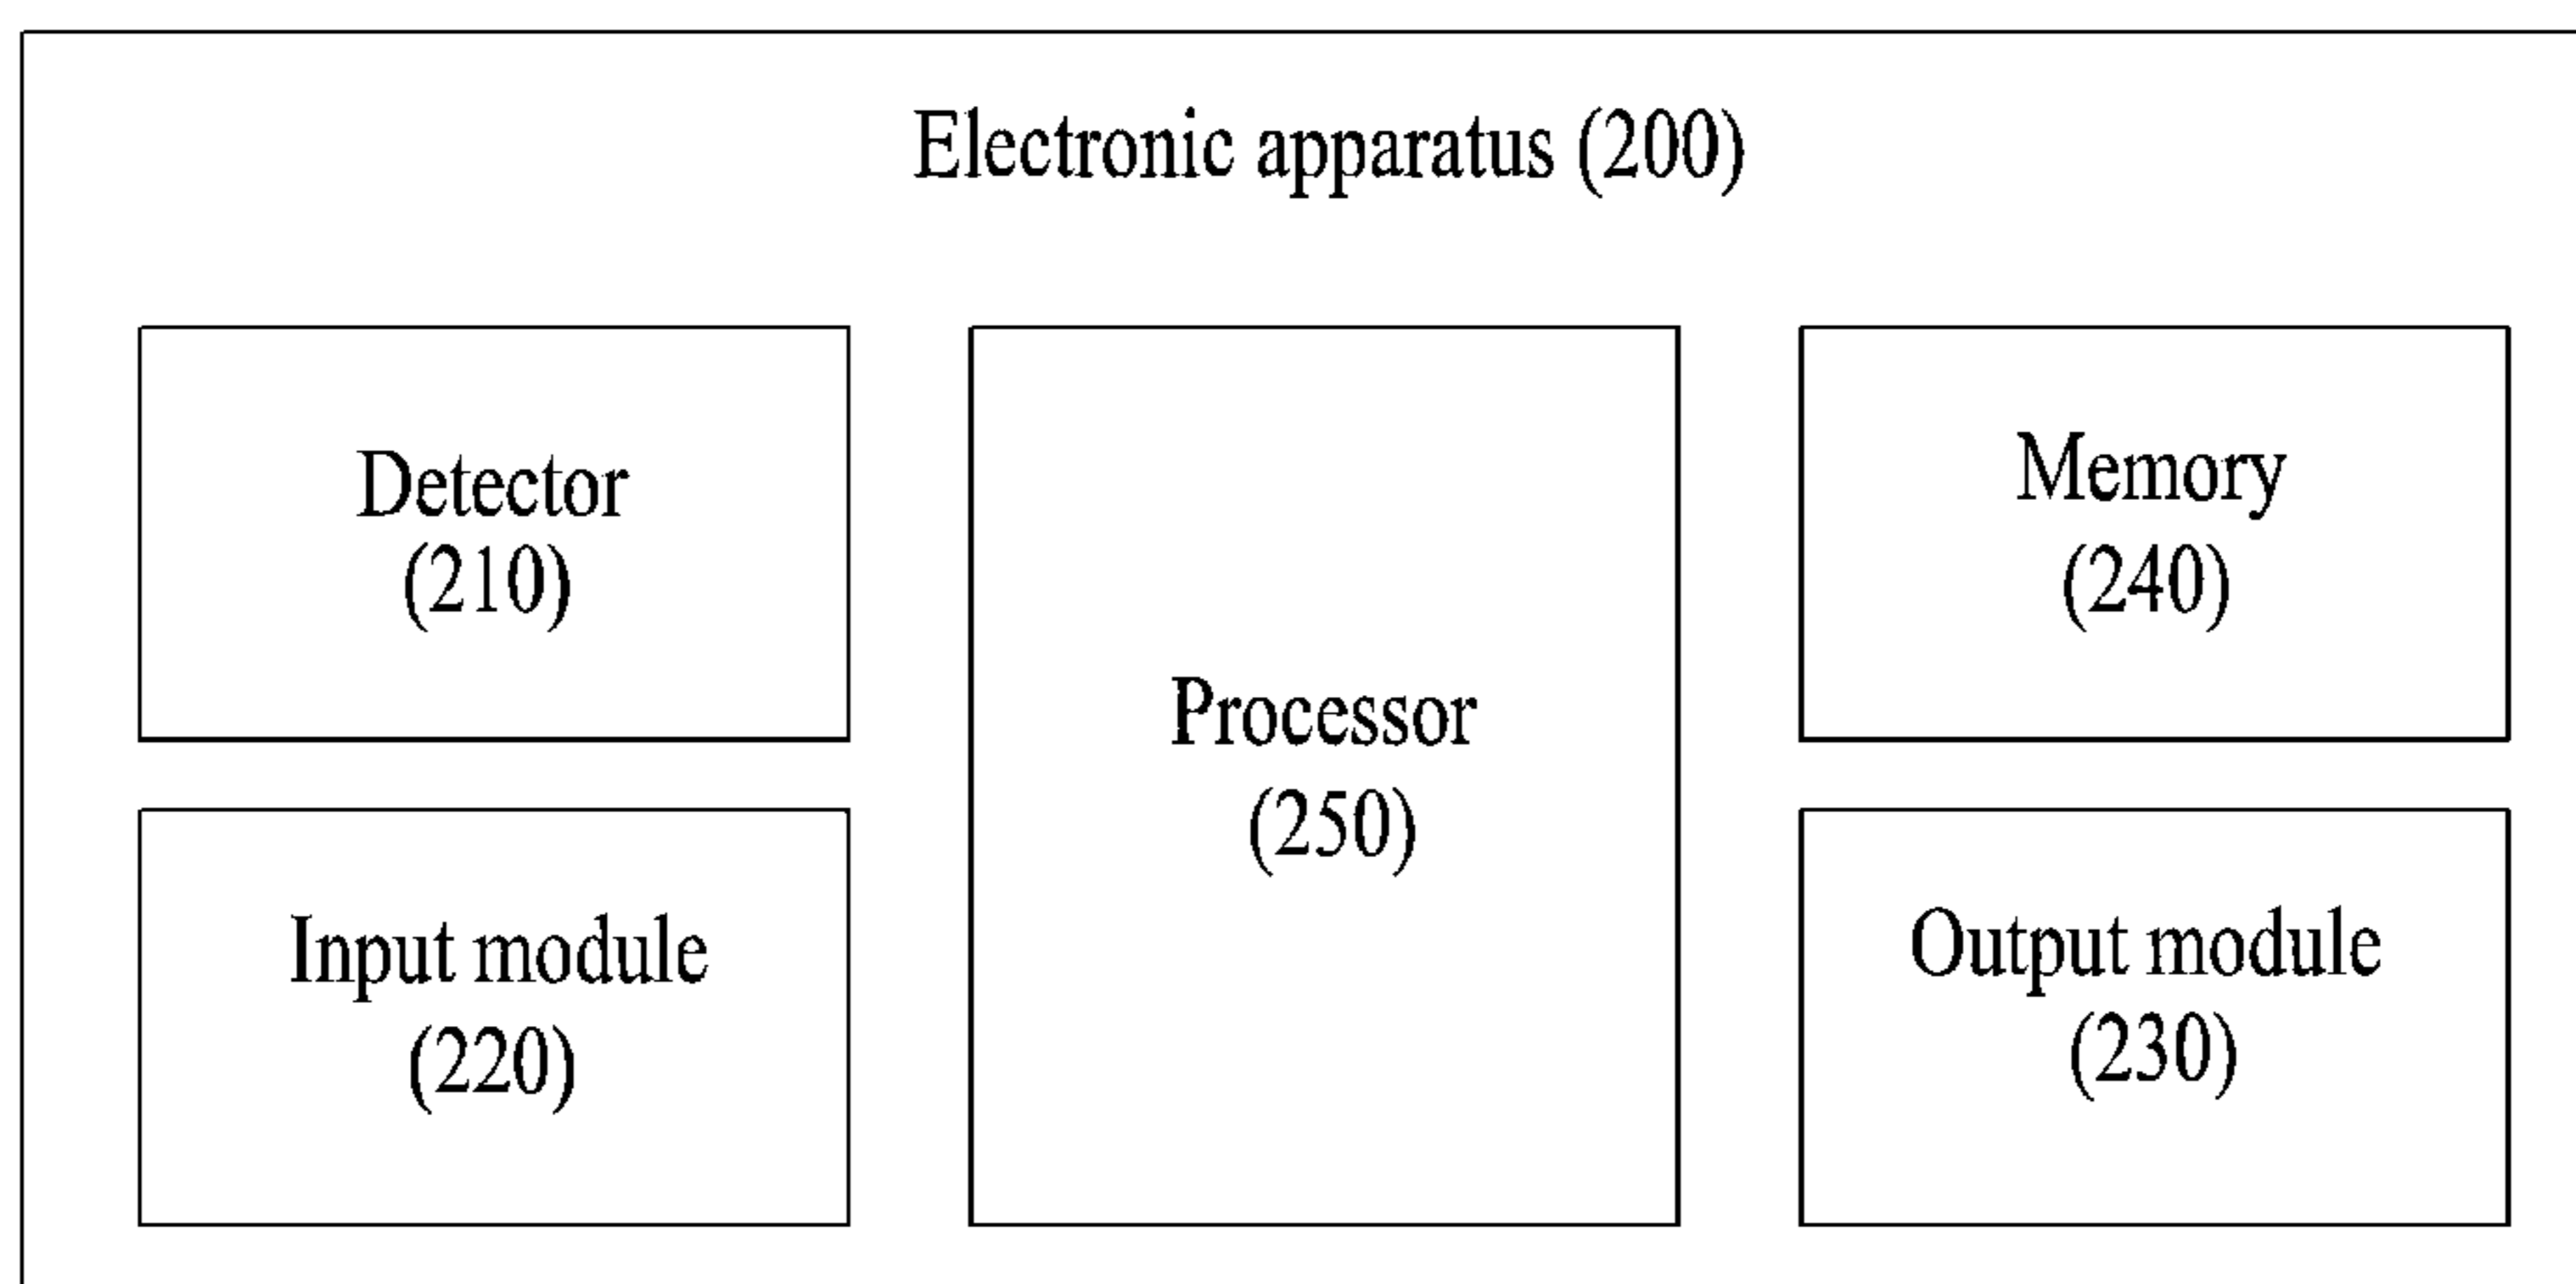 Electronic apparatus (200)
Detector
(210)
Input module
(220)
Processor
(250)
Memory
(240)
Output module
(230)